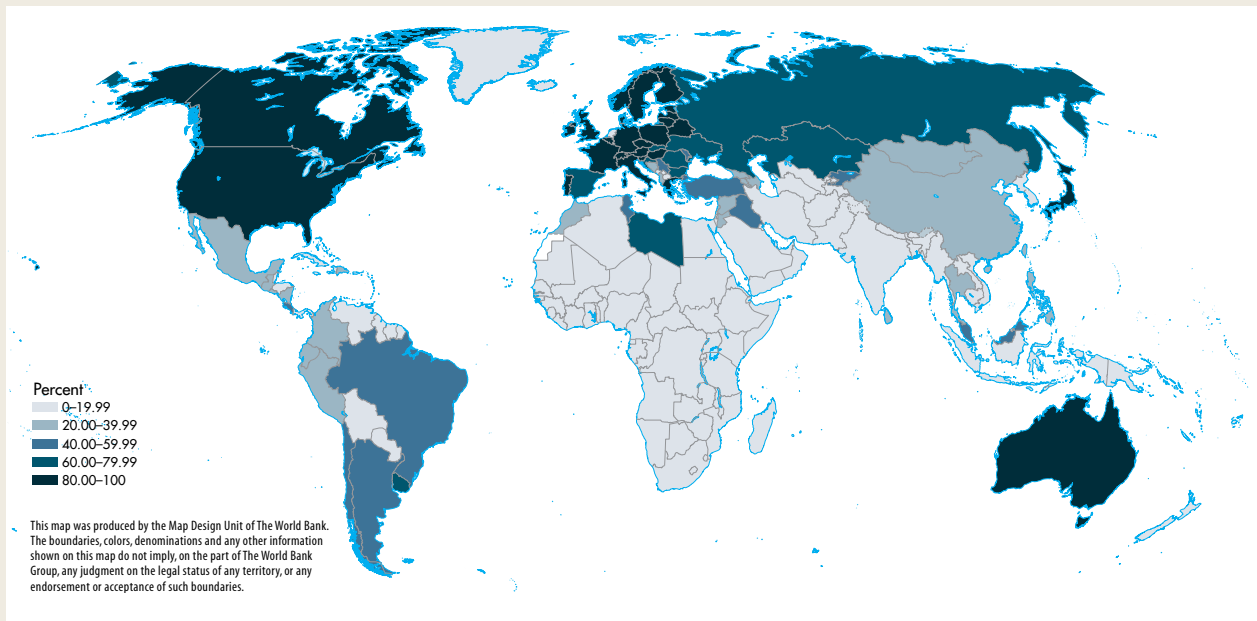 Percent
0–19.99
20.00–39.99
40.00–59.99
60.00–79.99
80.00–100
This map was produced by the Map Design Unit of The World Bank.
The boundaries, colors, denominations and any other information
shown on this map do not imply, on the part of The World Bank
Group, any judgment on the legal status of any territory, or any
endorsement or acceptance of such boundaries.